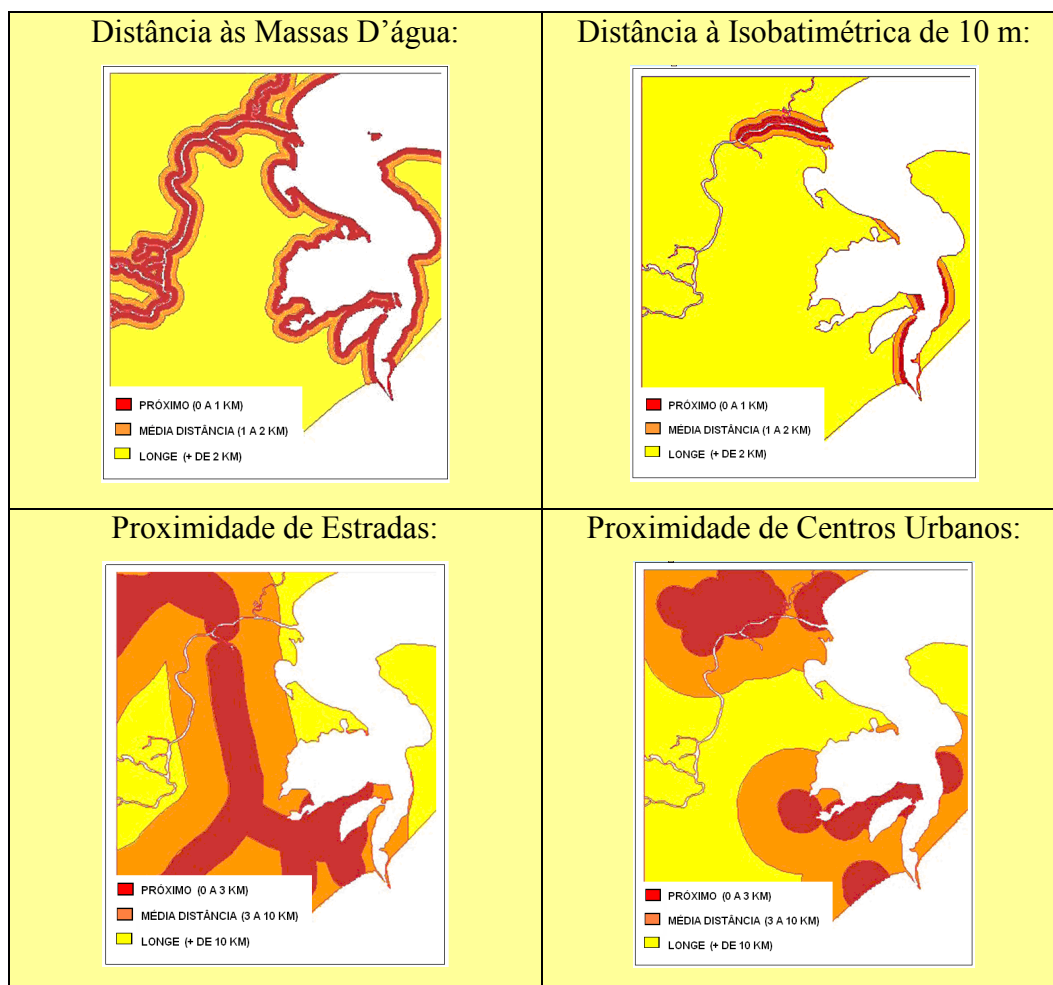 Distância às Massas D’água:
PRÓXIMO (0 A 1 KM)
MÉDIA DISTÂNCIA (1 A 2 KM)
LONGE (+ DE 2 KM)
Distância à Isobatimétrica de 10 m:
PRÓXIMO (0 A 1 KM)
MÉDIA DISTÂNCIA (1 A 2 KM)
LONGE (+ DE 2 KM)
Proximidade de Estradas:
PRÓXIMO (0 A 3 KM)
MÉDIA DISTÂNCIA (3 A 10 KM)
LONGE (+ DE 10 KM)
Proximidade de Centros Urbanos:
PRÓXIMO (0 A 3 KM)
MÉDIA DISTÂNCIA (3 A 10 KM)
LONGE (+ DE 10 KM)